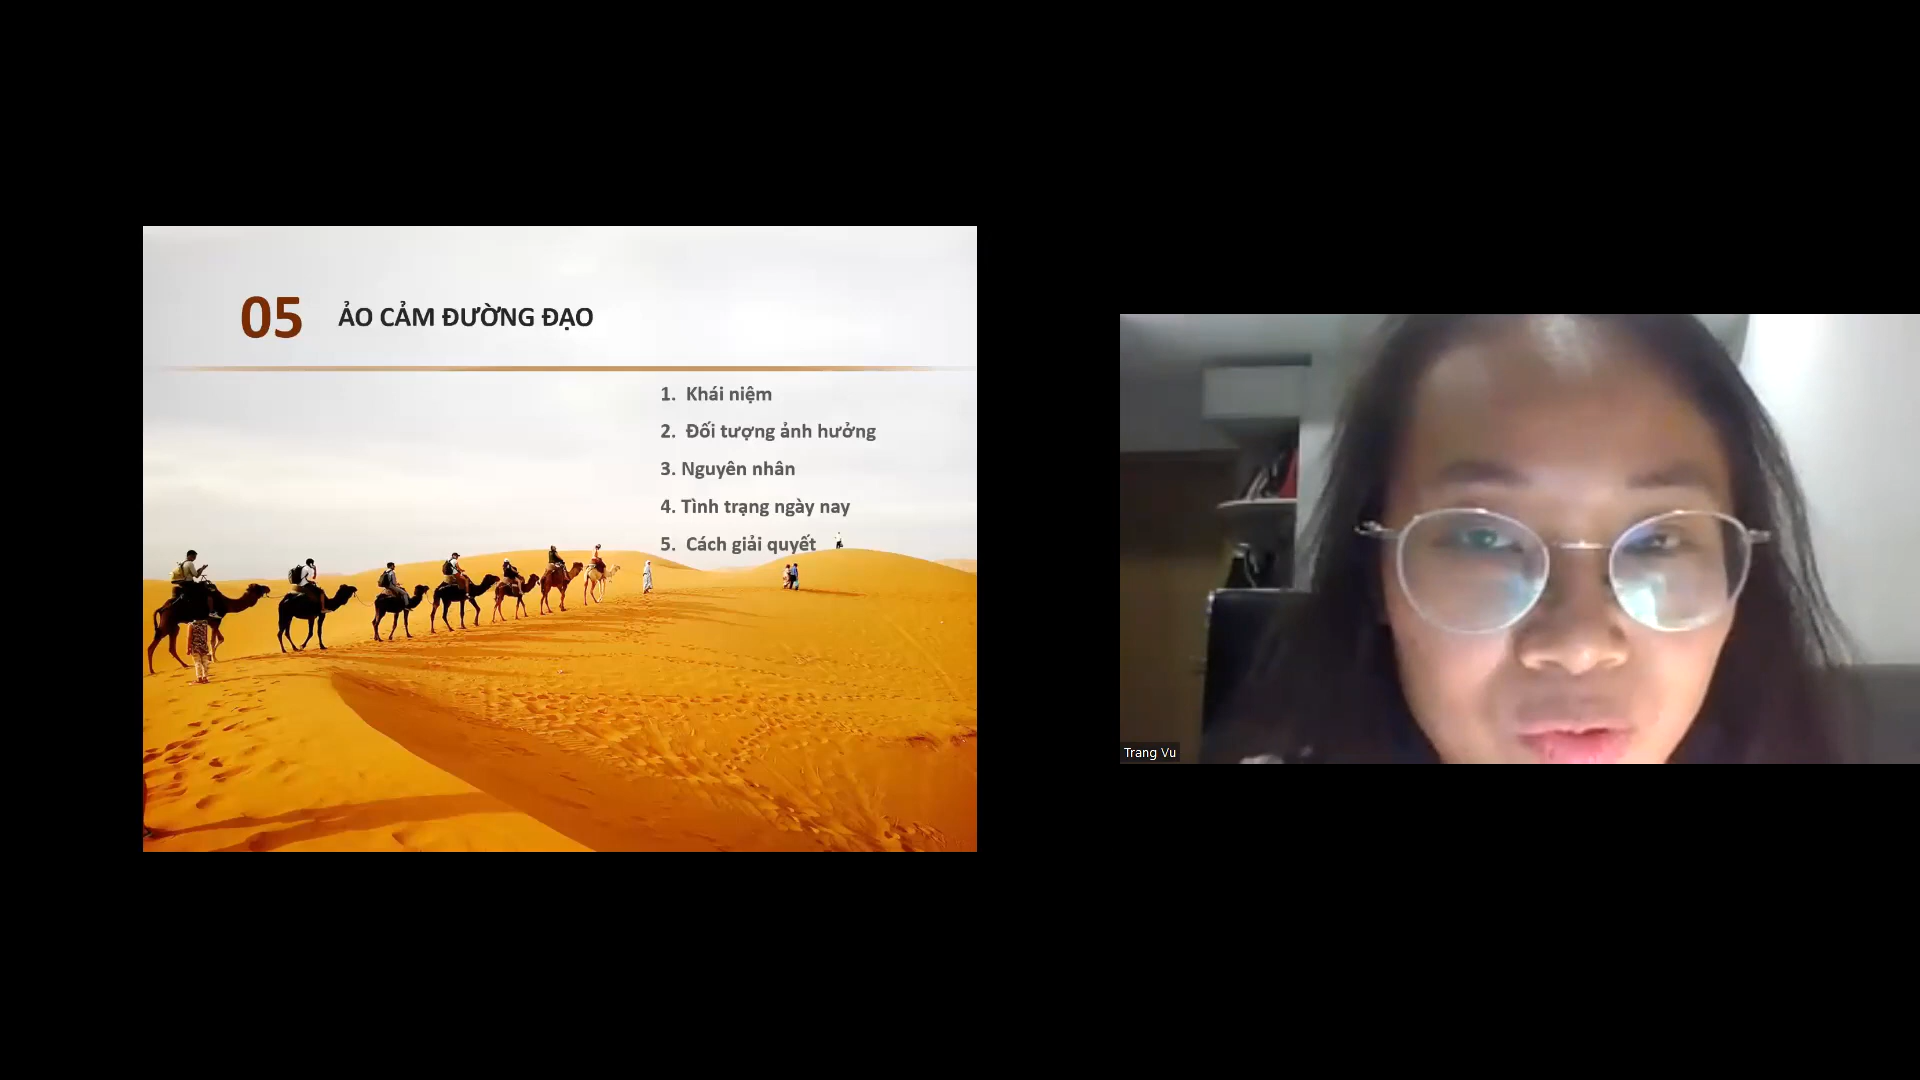 05 ẢO CẢM ĐƯỜNG ĐẠO
1. Khái niệm
2. Đối tượng ảnh hưởng
3. Nguyên nhân
4. Tình trạng ngày nay
5. Cách giải quyết
Trang Vu